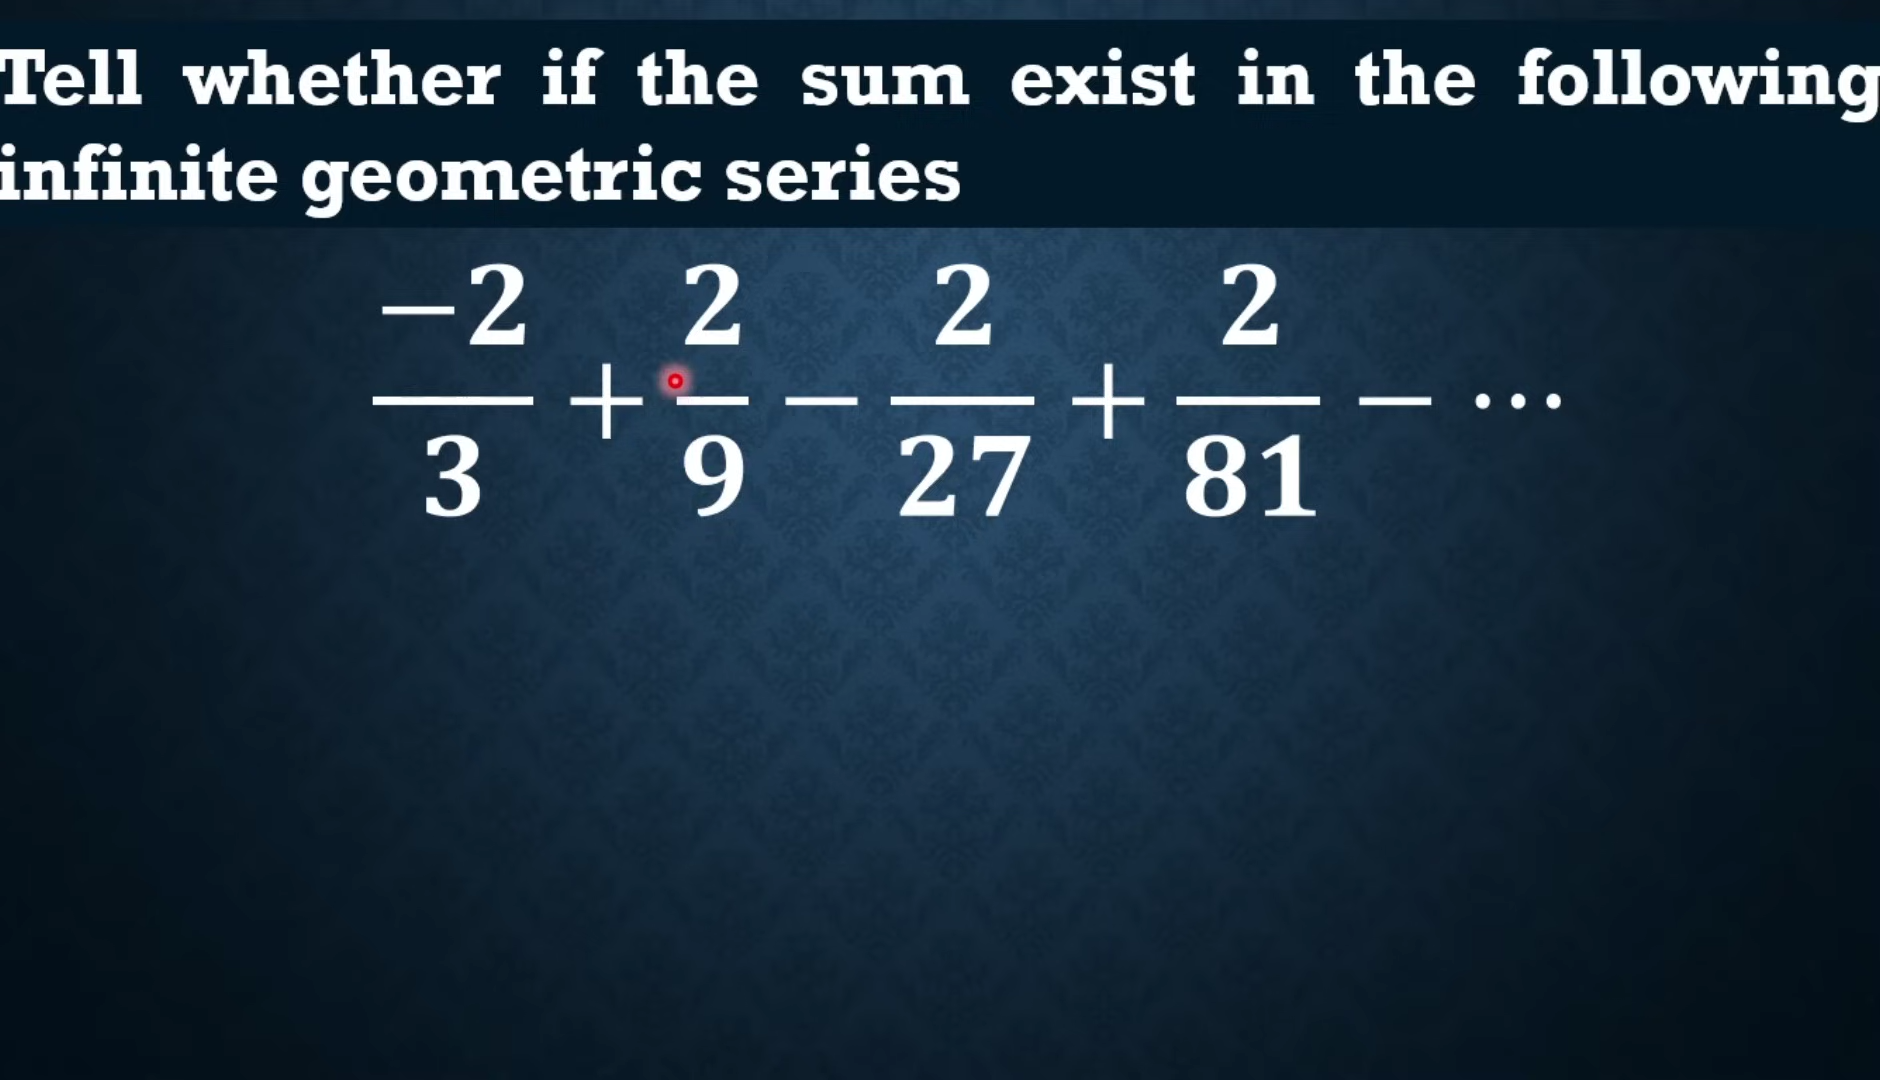 Tell whether if the sum exist in the following
infinite geometric series
−2/3 + 2/9 − 2/27 + 2/81 − ⋯